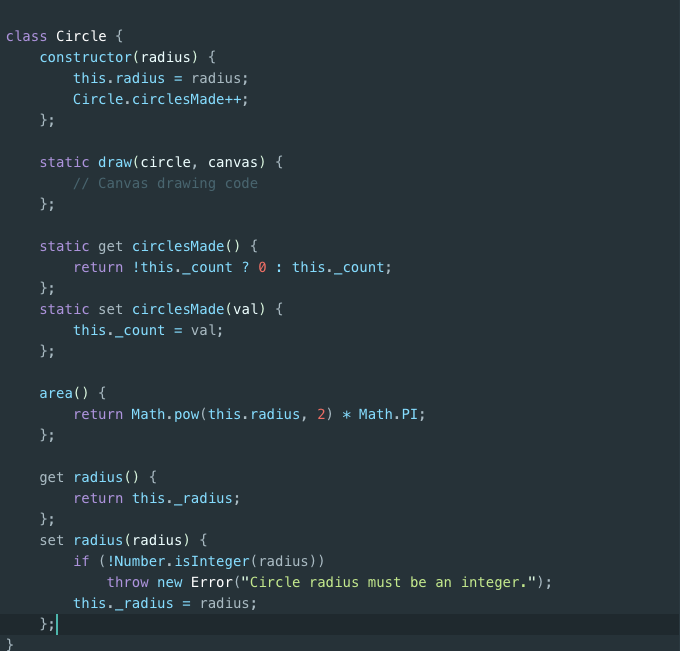 class Circle {
    constructor(radius) {
        this.radius = radius;
        Circle.circlesMade++;
    };

    static draw(circle, canvas) {
        // Canvas drawing code
    };

    static get circlesMade() {
        return !this._count ? 0 : this._count;
    };
    static set circlesMade(val) {
        this._count = val;
    };

    area() {
        return Math.pow(this.radius, 2) * Math.PI;
    };

    get radius() {
        return this._radius;
    };
    set radius(radius) {
        if (!Number.isInteger(radius))
            throw new Error("Circle radius must be an integer.");
        this._radius = radius;
    };
}